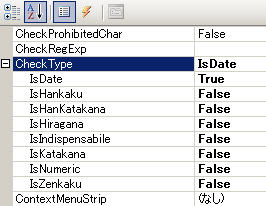 CheckProhibitedChar False
CheckRegExp
CheckType IsDate
IsDate True
IsHankaku False
IsHanKatakana False
IsHiragana False
IsIndispensabile False
IsKatakana False
IsNumeric False
IsZenkaku False
ContextMenuStrip (なし)